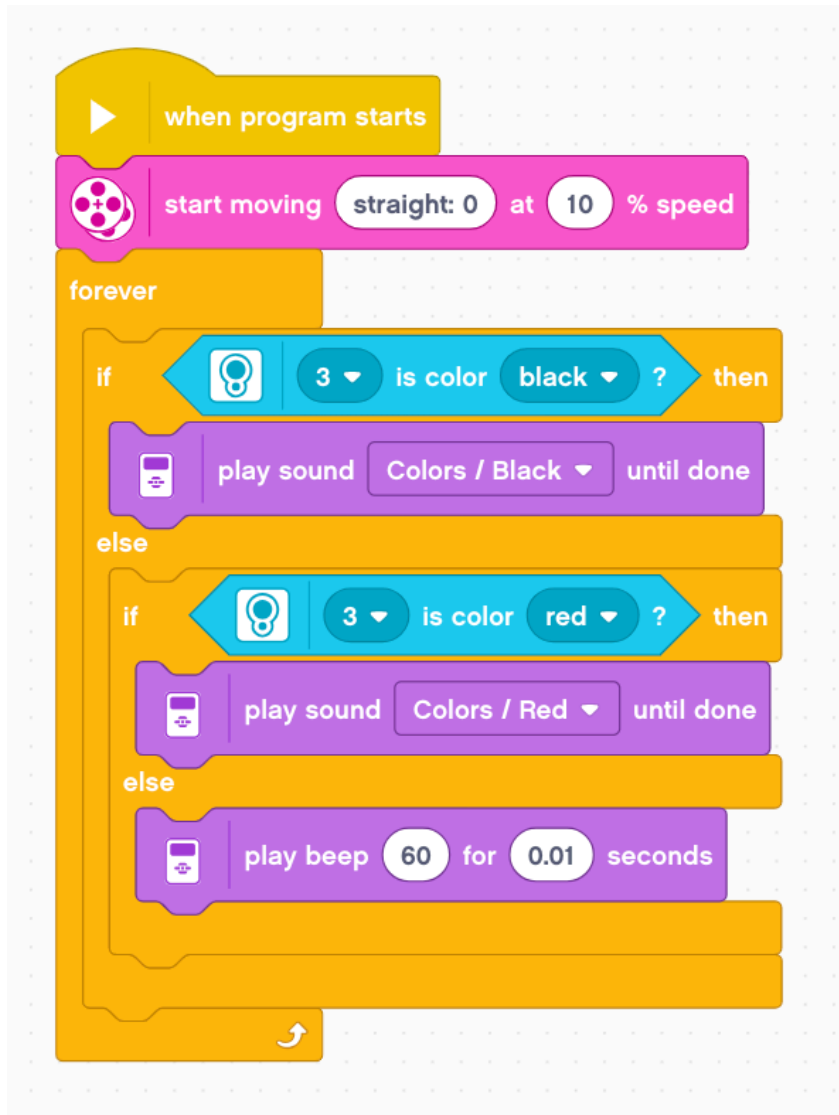 when program starts
start moving straight: 0 at 10 % speed
forever
if 3 is color black ? then
play sound Colors / Black until done
else
if 3 is color red ? then
play sound Colors / Red until done
else
play beep 60 for 0.01 seconds